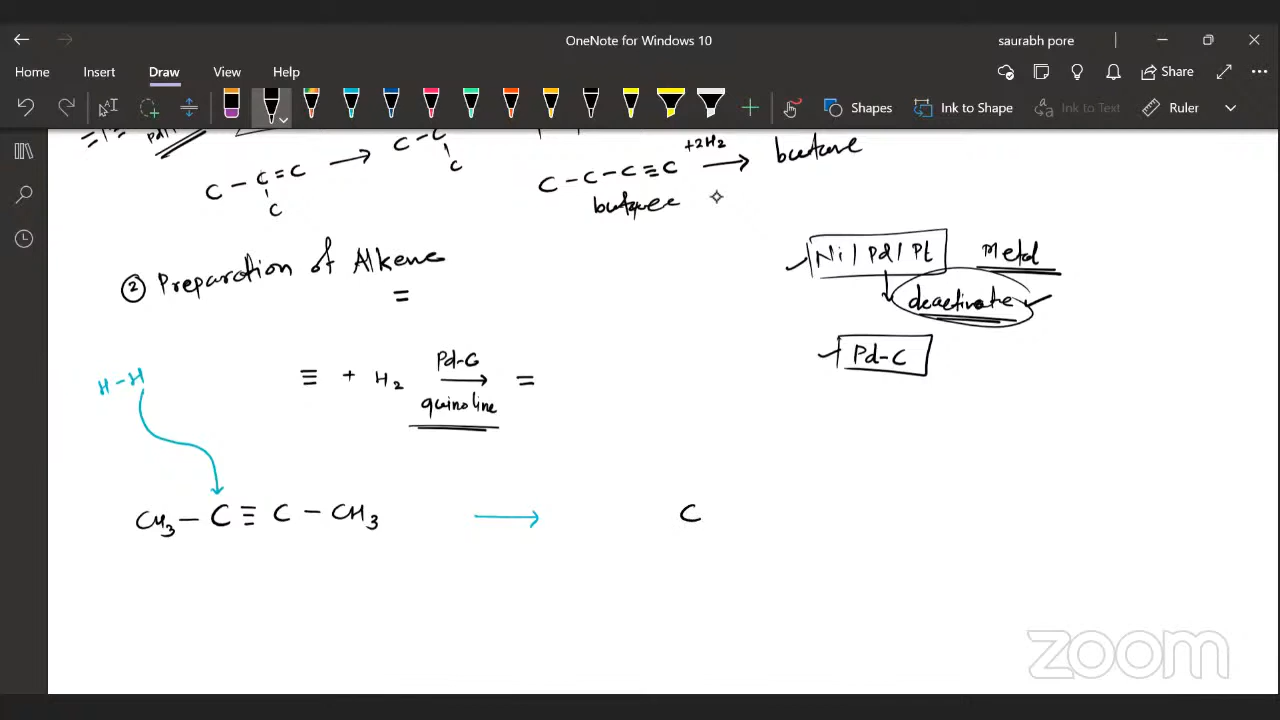 OneNote for Windows 10
saurabh pore
Home Insert Draw View Help
Share
Shapes Ink to Shape Ink to Text Ruler
C - C = C
C
C - C
C
C - C - C ≡ C +2H2 → butane
② Preparation of Alkene
=
Ni / Pd / Pt Metal
deactivate
Pd-C
H-H
≡ + H2 → =
Pd-C
quinoline
CH3 - C ≡ C - CH3 → C
zoom